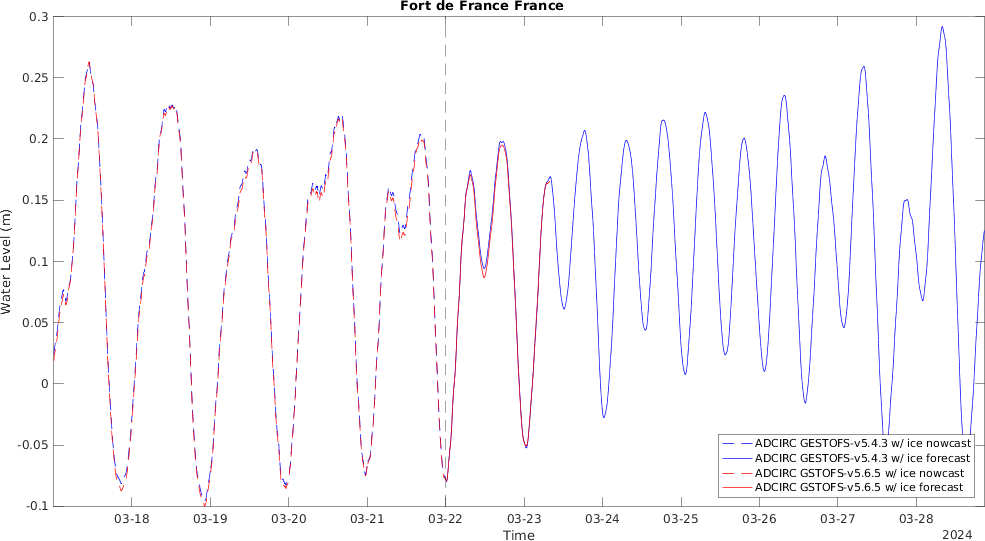 Fort de France France
0.3
0.25
0.2
0.15
0.1
0.05
0
-0.05
-0.1
Water Level (m)
ADCIRC GESTOFS-v5.4.3 w/ ice nowcast
ADCIRC GESTOFS-v5.4.3 w/ ice forecast
ADCIRC GSTOFS-v5.6.5 w/ ice nowcast
ADCIRC GSTOFS-v5.6.5 w/ ice forecast
03-18 03-19 03-20 03-21 03-22 03-23 03-24 03-25 03-26 03-27 03-28
Time
2024